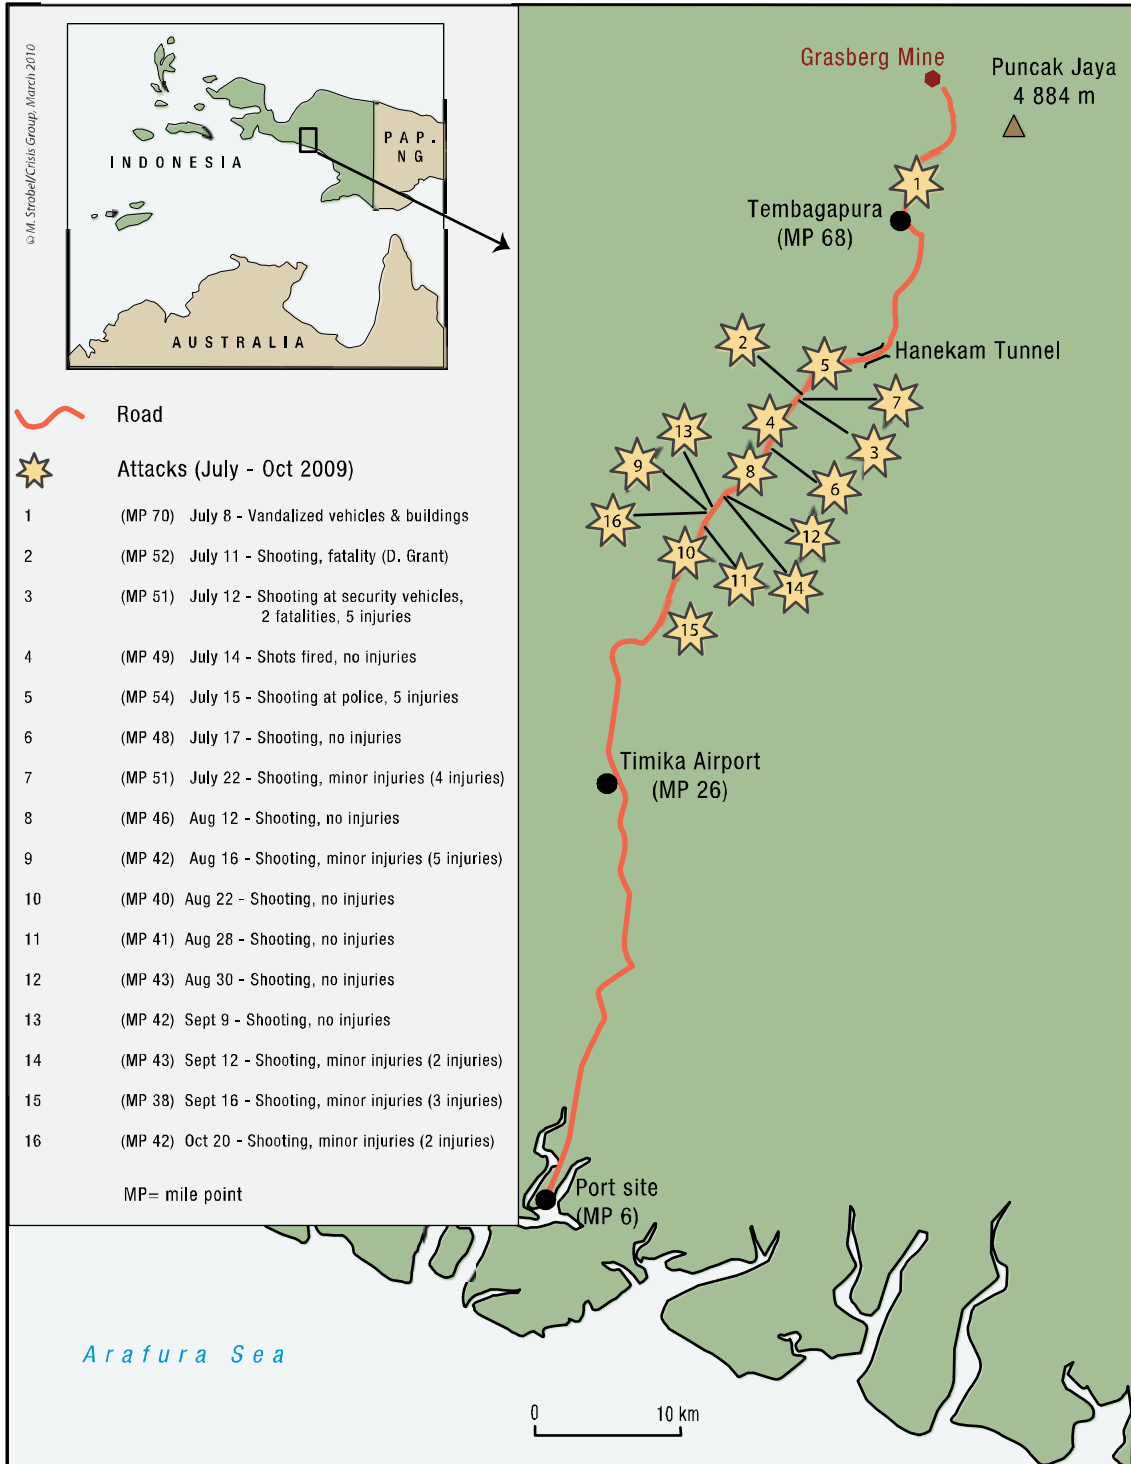 © M. Strobel/Crisis Group, March 2010
INDONESIA
PAP.
NG
AUSTRALIA
Road
Attacks (July - Oct 2009)
1 (MP 70) July 8 - Vandalized vehicles & buildings
2 (MP 52) July 11 - Shooting, fatality (D. Grant)
3 (MP 51) July 12 - Shooting at security vehicles,
2 fatalities, 5 injuries
4 (MP 49) July 14 - Shots fired, no injuries
5 (MP 54) July 15 - Shooting at police, 5 injuries
6 (MP 48) July 17 - Shooting, no injuries
7 (MP 51) July 22 - Shooting, minor injuries (4 injuries)
8 (MP 46) Aug 12 - Shooting, no injuries
9 (MP 42) Aug 16 - Shooting, minor injuries (5 injuries)
10 (MP 40) Aug 22 - Shooting, no injuries
11 (MP 41) Aug 28 - Shooting, no injuries
12 (MP 43) Aug 30 - Shooting, no injuries
13 (MP 42) Sept 9 - Shooting, no injuries
14 (MP 43) Sept 12 - Shooting, minor injuries (2 injuries)
15 (MP 38) Sept 16 - Shooting, minor injuries (3 injuries)
16 (MP 42) Oct 20 - Shooting, minor injuries (2 injuries)
MP= mile point
Grasberg Mine
Puncak Jaya
4 884 m
1
Tembagapura
(MP 68)
2
Hanekam Tunnel
5
7
4
13
3
9
8
6
16
12
10
11
14
15
Timika Airport
(MP 26)
Port site
(MP 6)
Arafura Sea
0 10 km